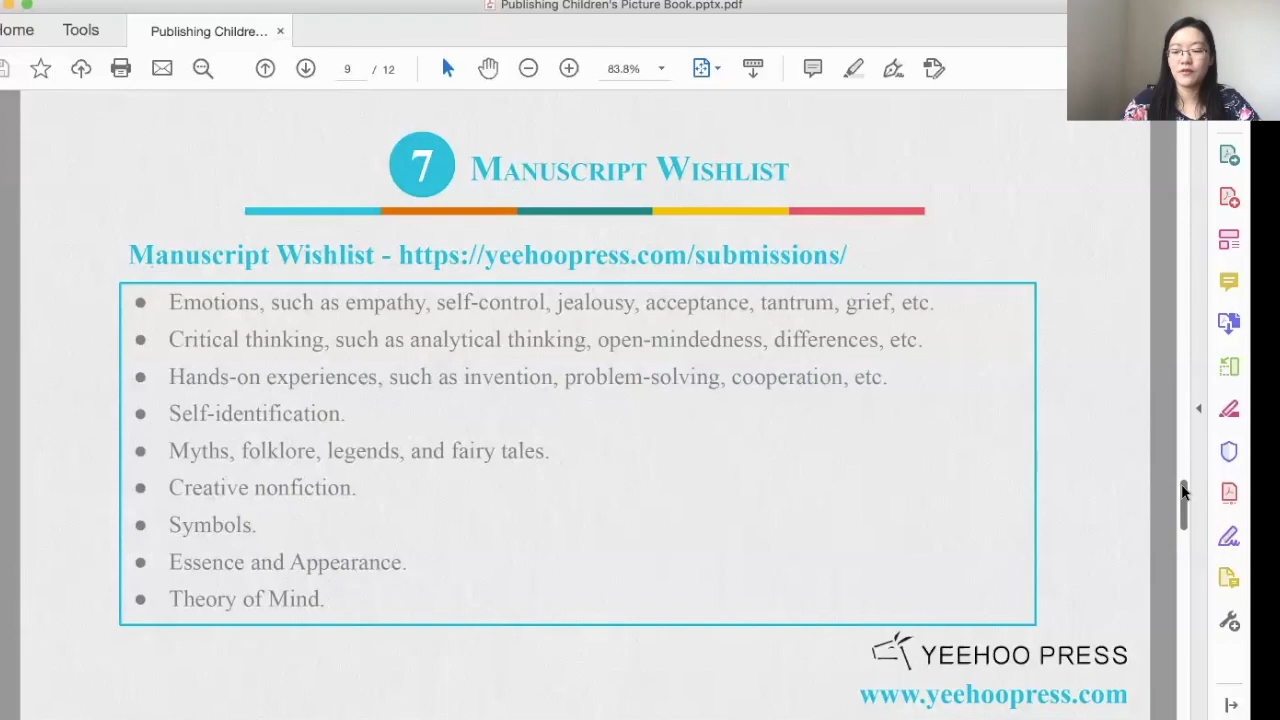 Publishing Children's Picture Book.pptx.pdf
ome
Tools
Publishing Childre... ×
9 / 12
83.8%
7 MANUSCRIPT WISHLIST
Manuscript Wishlist - https://yeehoopress.com/submissions/
● Emotions, such as empathy, self-control, jealousy, acceptance, tantrum, grief, etc.
● Critical thinking, such as analytical thinking, open-mindedness, differences, etc.
● Hands-on experiences, such as invention, problem-solving, cooperation, etc.
● Self-identification.
● Myths, folklore, legends, and fairy tales.
● Creative nonfiction.
● Symbols.
● Essence and Appearance.
● Theory of Mind.
YEEHOO PRESS
www.yeehoopress.com